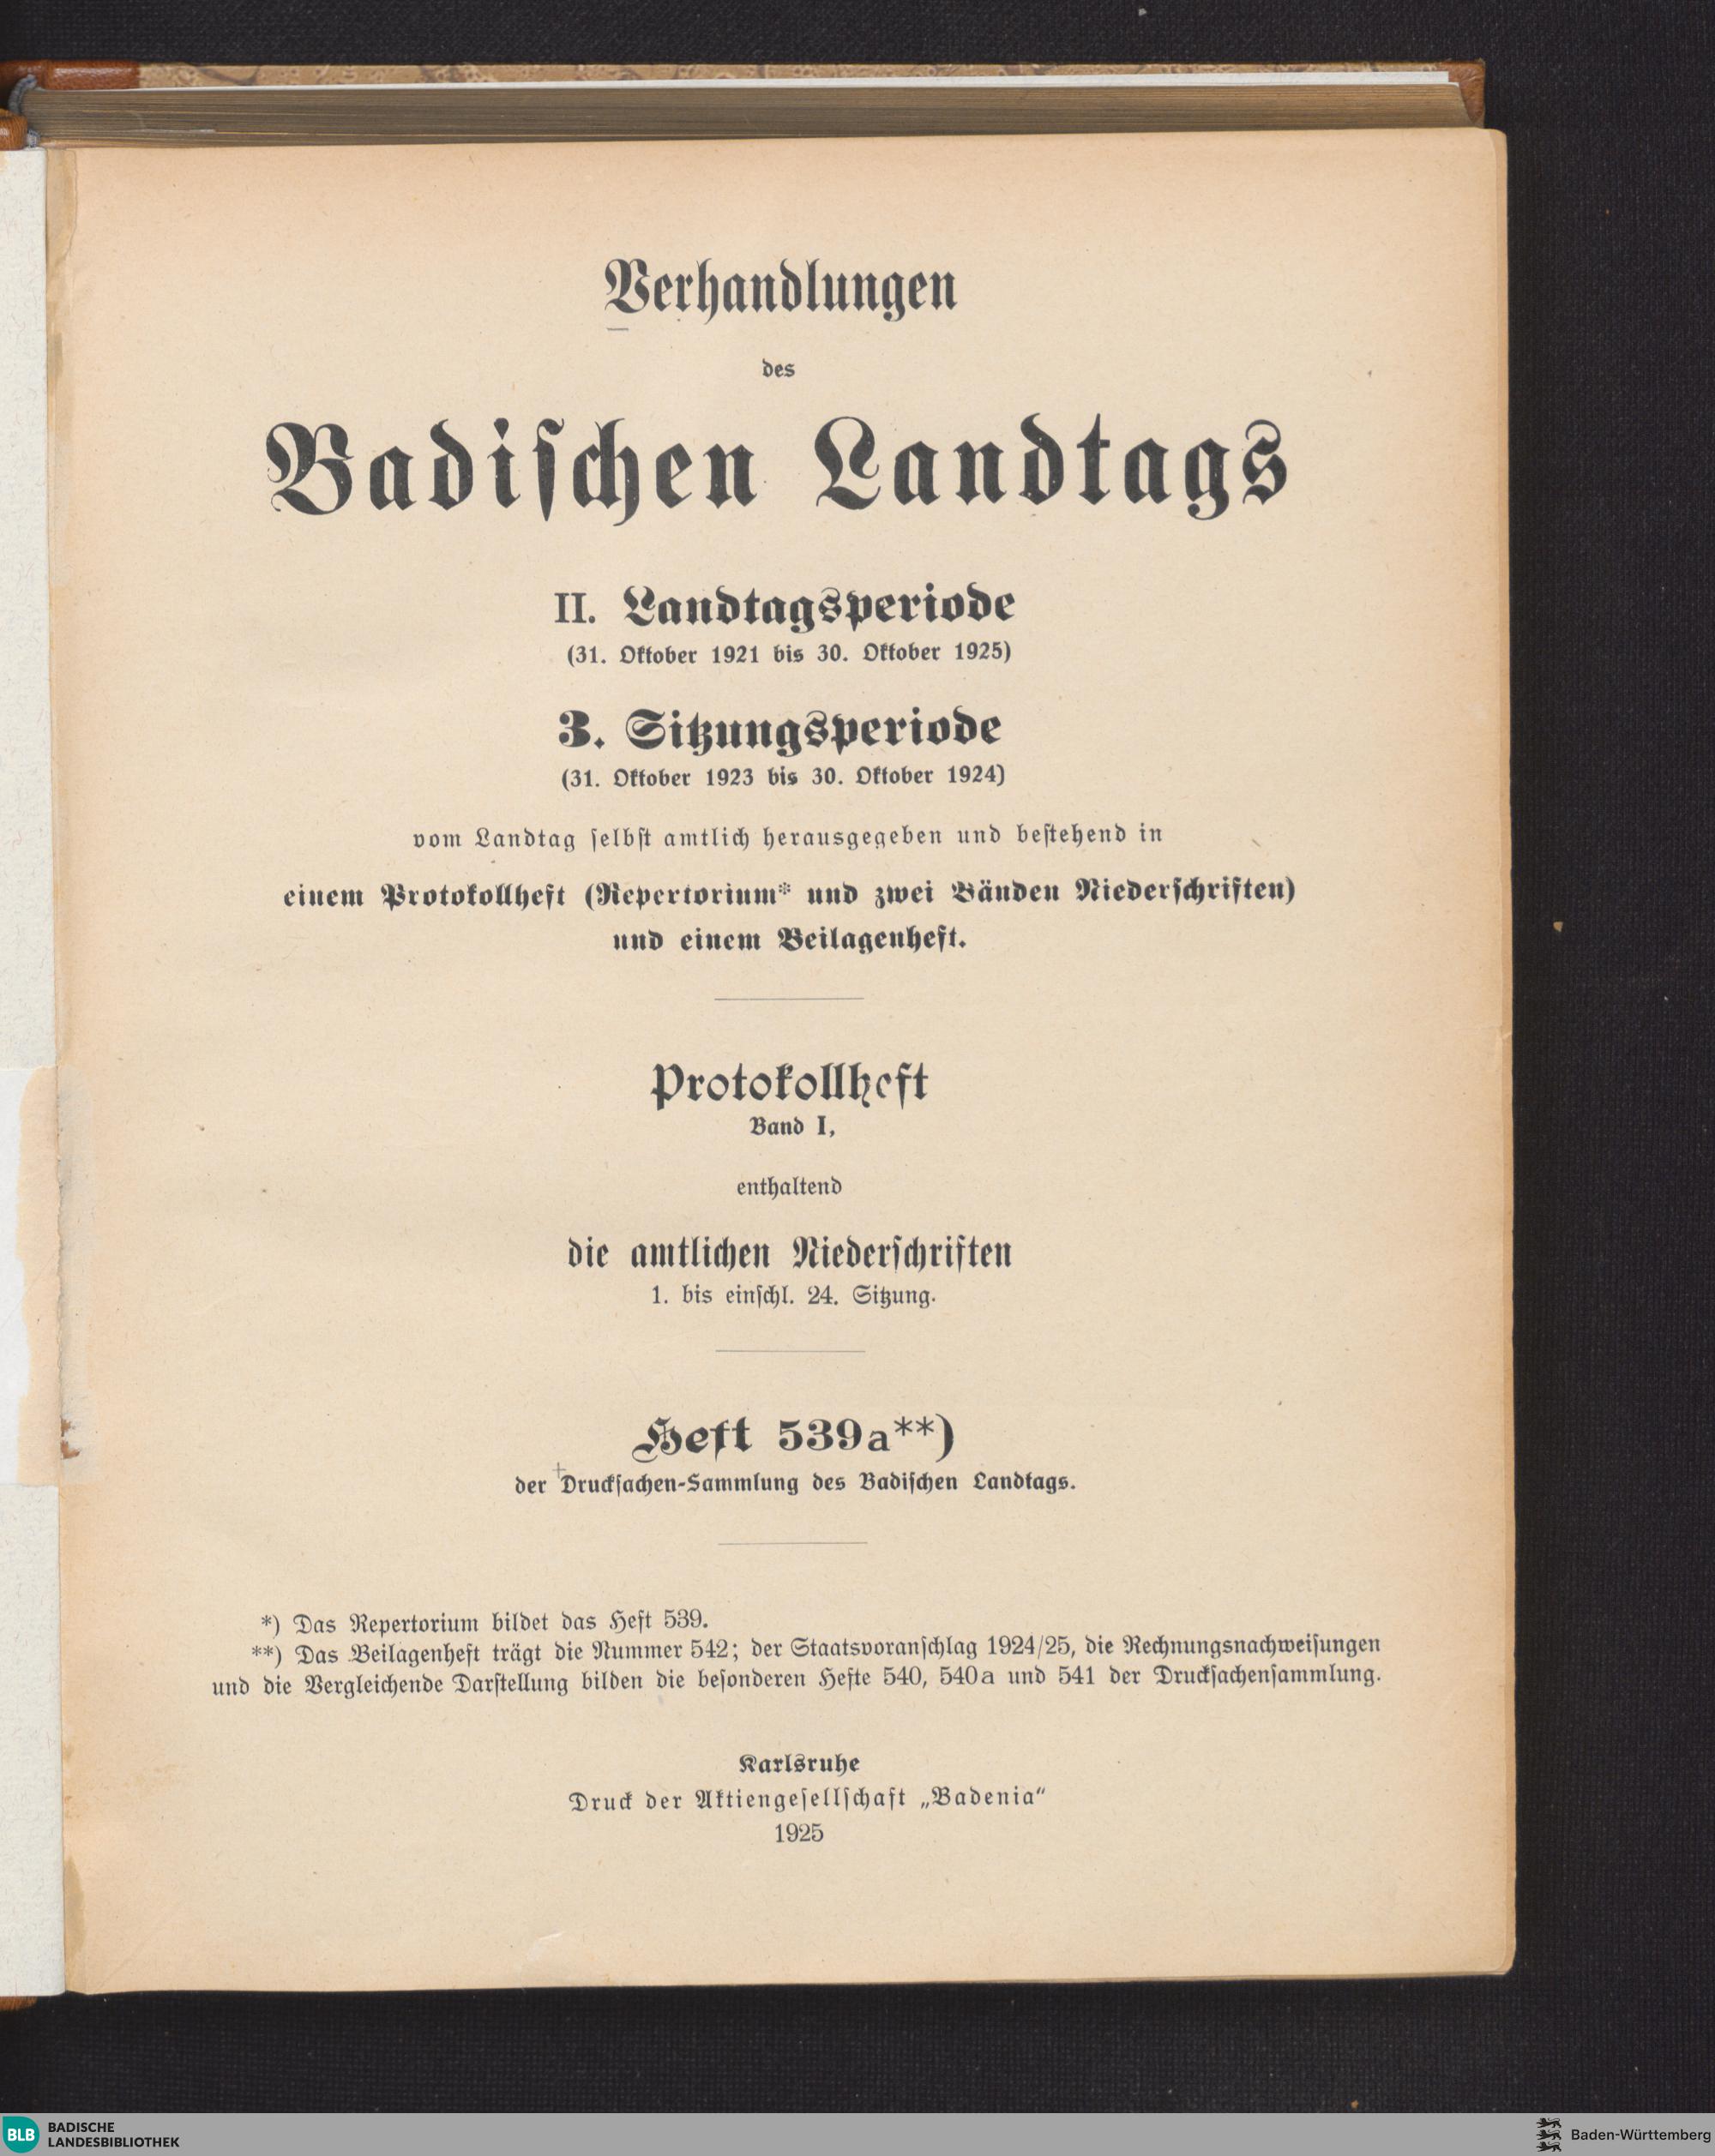 Verhandlungen
des
Badiſchen Landtags
II. Landtagsperiode
(31. Oktober 1921 bis 30. Oktober 1925)
3. Sitzungsperiode
(31. Oktober 1923 bis 30. Oktober 1924)
vom Landtag ſelbſt amtlich herausgegeben und beſtehend in
einem Protokollheft (Repertorium* und zwei Bänden Niederſchriften)
und einem Beilagenheft.
Protokollheft
Band I,
enthaltend
die amtlichen Niederſchriften
1. bis einſchl. 24. Sitzung.
Heft 539a**)
der Druckſachen-Sammlung des Badiſchen Landtags.
*) Das Repertorium bildet das Heft 539.
**) Das Beilagenheft trägt die Nummer 542; der Staatsvoranſchlag 1924/25, die Rechnungsnachweiſungen
und die Vergleichende Darſtellung bilden die beſonderen Hefte 540, 540a und 541 der Druckſachenſammlung.
Karlsruhe
Druck der Aktiengeſellſchaft „Badenia“
1925
BLB BADISCHE
LANDESBIBLIOTHEK
Baden-Württemberg